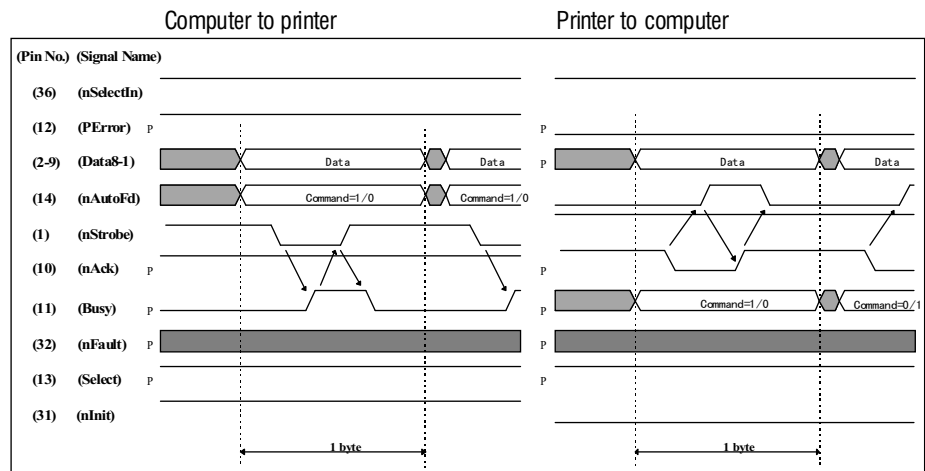 Computer to printer Printer to computer
(Pin No.) (Signal Name)
(36) (nSelectIn)
(12) (PError) P P
(2-9) (Data8-1) P Data Data P Data Data
(14) (nAutoFd) Command=1/0 Command=1/0
(1) (nStrobe)
(10) (nAck) P P
(11) (Busy) P P Command=1/0 Command=0/1
(32) (nFault) P P
(13) (Select) P P
(31) (nInit)
1 byte 1 byte